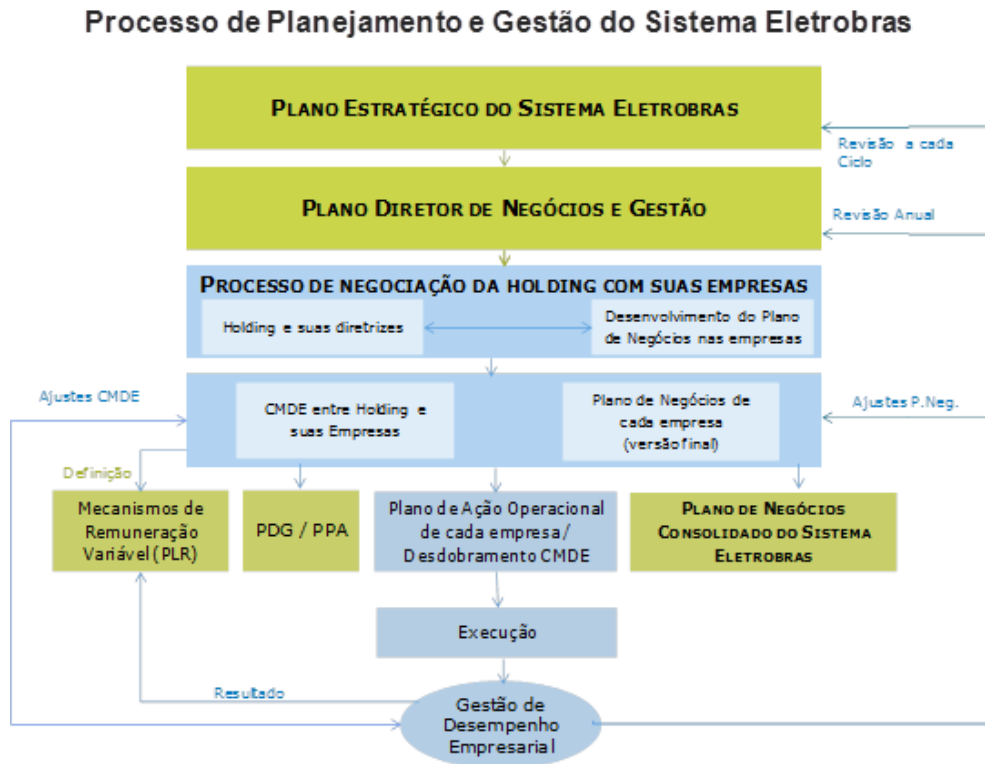 Processo de Planejamento e Gestão do Sistema Eletrobras
PLANO ESTRATÉGICO DO SISTEMA ELETROBRAS
Revisão a cada
Ciclo
PLANO DIRETOR DE NEGÓCIOS E GESTÃO
Revisão Anual
PROCESSO DE NEGOCIAÇÃO DA HOLDING COM SUAS EMPRESAS
Holding e suas diretrizes
Desenvolvimento do Plano
de Negócios nas empresas
Ajustes CMDE
CMDE entre Holding e
suas Empresas
Plano de Negócios de
cada empresa
(versão final)
Ajustes P.Neg.
Definição
Mecanismos de
Remuneração
Variável (PLR)
PDG / PPA
Plano de Ação Operacional
de cada empresa/
Desdobramento CMDE
PLANO DE NEGÓCIOS
CONSOLIDADO DO SISTEMA
ELETROBRAS
Execução
Resultado
Gestão de
Desempenho
Empresarial